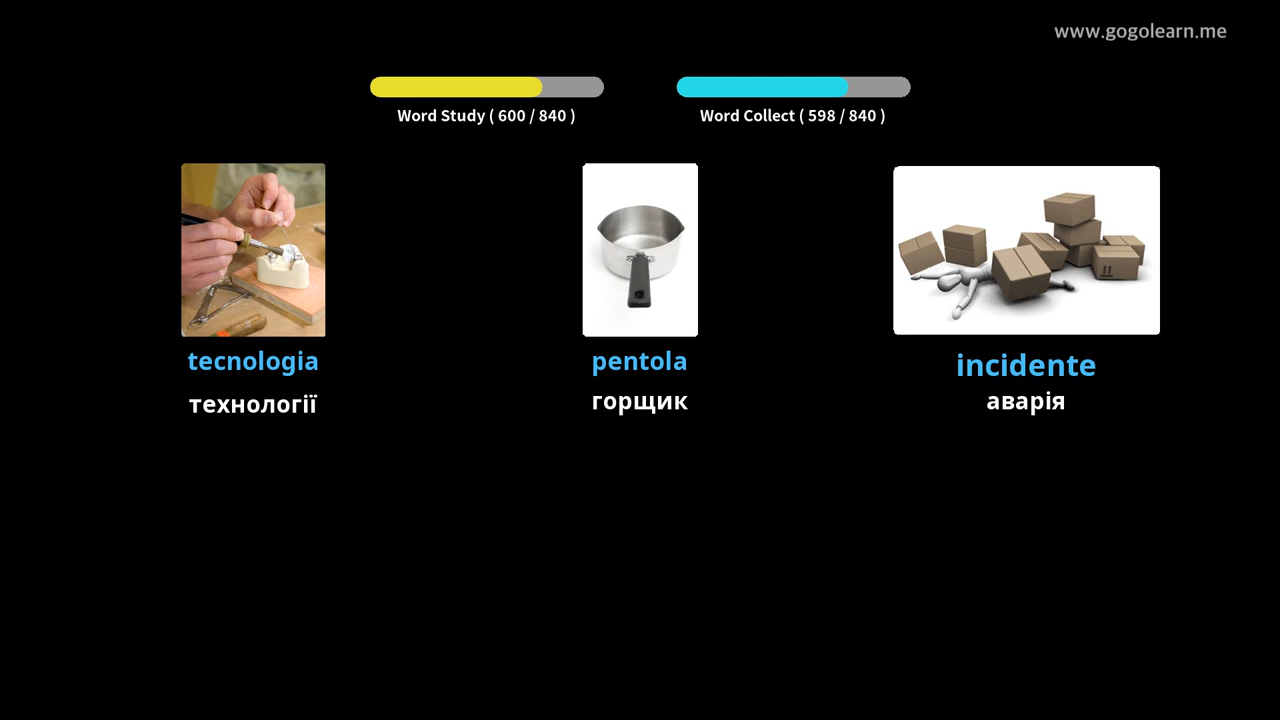 www.gogolearn.me
Word Study ( 600 / 840 )
Word Collect ( 598 / 840 )
tecnologia
pentola
incidente
технології
горщик
аварія